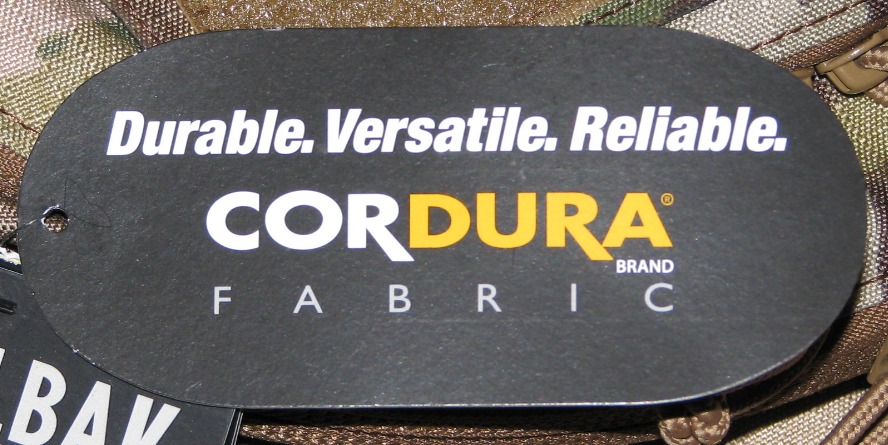 Durable. Versatile. Reliable.
CORDURA®
BRAND
FABRIC
LBAK